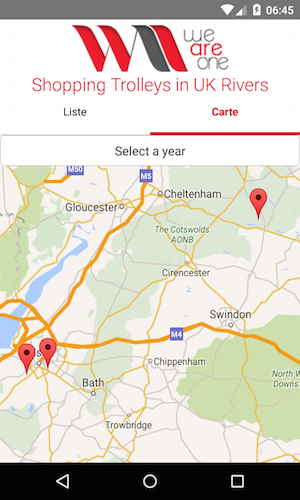 06:45
we
are
one
Shopping Trolleys in UK Rivers
Liste
Carte
Select a year
M50
M5
Cheltenham
Gloucester
The Cotswolds
AONB
Cirencester
Swindon
M4
Chippenham
North W
Downs
Bath
Trowbridge